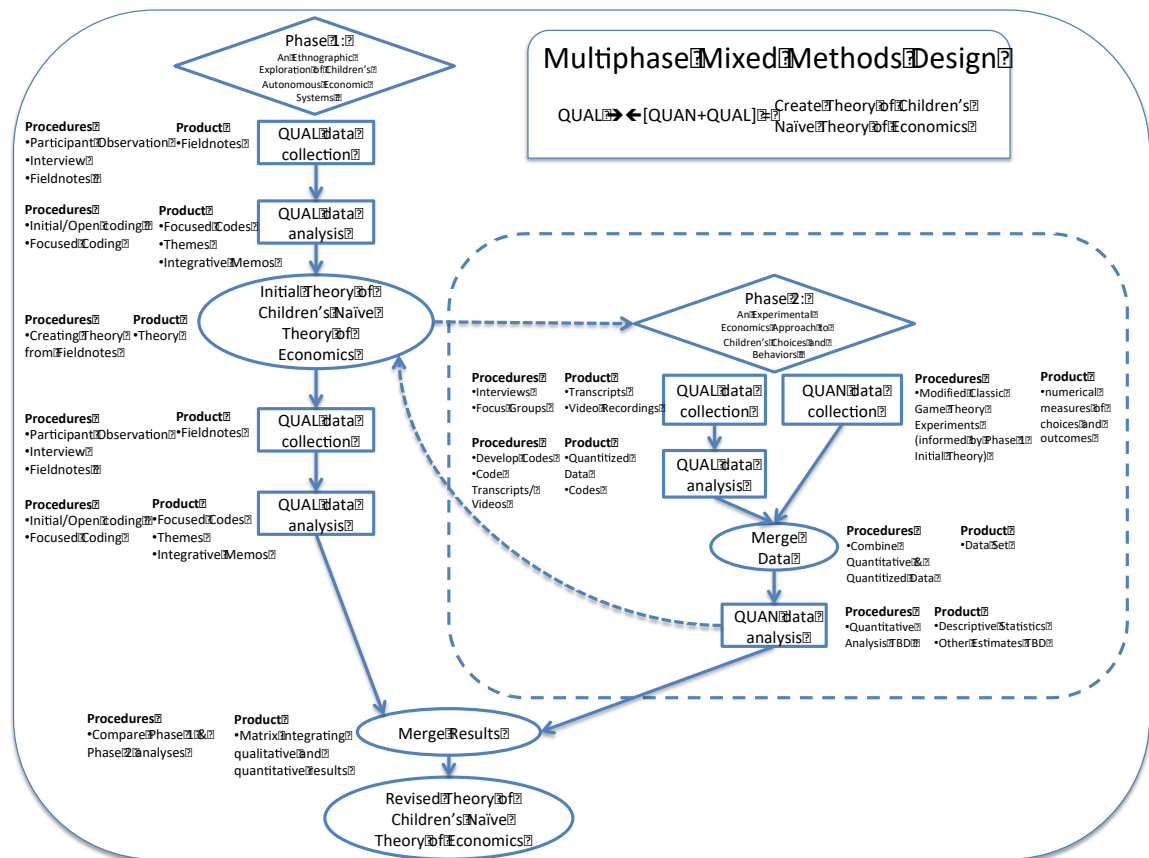 Phase 1:
An Ethnographic
Exploration of Children's
Autonomous Economic
Systems
Multiphase Mixed Methods Design
QUAL → ←[QUAN+QUAL] =
Create Theory of Children's
Naïve Theory of Economics
Procedures
•Participant Observation
•Interview
•Fieldnotes
Product
•Fieldnotes
QUAL data
collection
Procedures
•Initial/Open coding
•Focused Coding
Product
•Focused Codes
•Themes
•Integrative Memos
QUAL data
analysis
Initial Theory of
Children's Naïve
Theory of
Economics
Procedures
•Creating Theory
from Fieldnotes
Product
•Theory
Procedures
•Participant Observation
•Interview
•Fieldnotes
Product
•Fieldnotes
QUAL data
collection
Procedures
•Initial/Open coding
•Focused Coding
Product
•Focused Codes
•Themes
•Integrative Memos
QUAL data
analysis
Phase 2:
An Experimental
Economics Approach to
Children's Choices and
Behaviors
Procedures
•Interviews
•Focus Groups
Product
•Transcripts
•Video Recordings
QUAL data
collection
QUAN data
collection
Procedures
•Modified Classic
Game Theory
Experiments
(informed by Phase 1
Initial Theory)
Product
•numerical
measures of
choices and
outcomes
Procedures
•Develop Codes
•Code
Transcripts/
Videos
Product
•Quantized
Data
•Codes
QUAL data
analysis
Merge
Data
Procedures
•Combine
Quantitative &
Quantized Data
Product
•Data Set
QUAN data
analysis
Procedures
•Quantitative
Analysis TBD
Product
•Descriptive Statistics
•Other Estimates TBD
Procedures
•Compare Phase 1 &
Phase 2 analyses
Product
•Matrix integrating
qualitative and
quantitative results
Merge Results
Revised Theory of
Children's Naïve
Theory of Economics